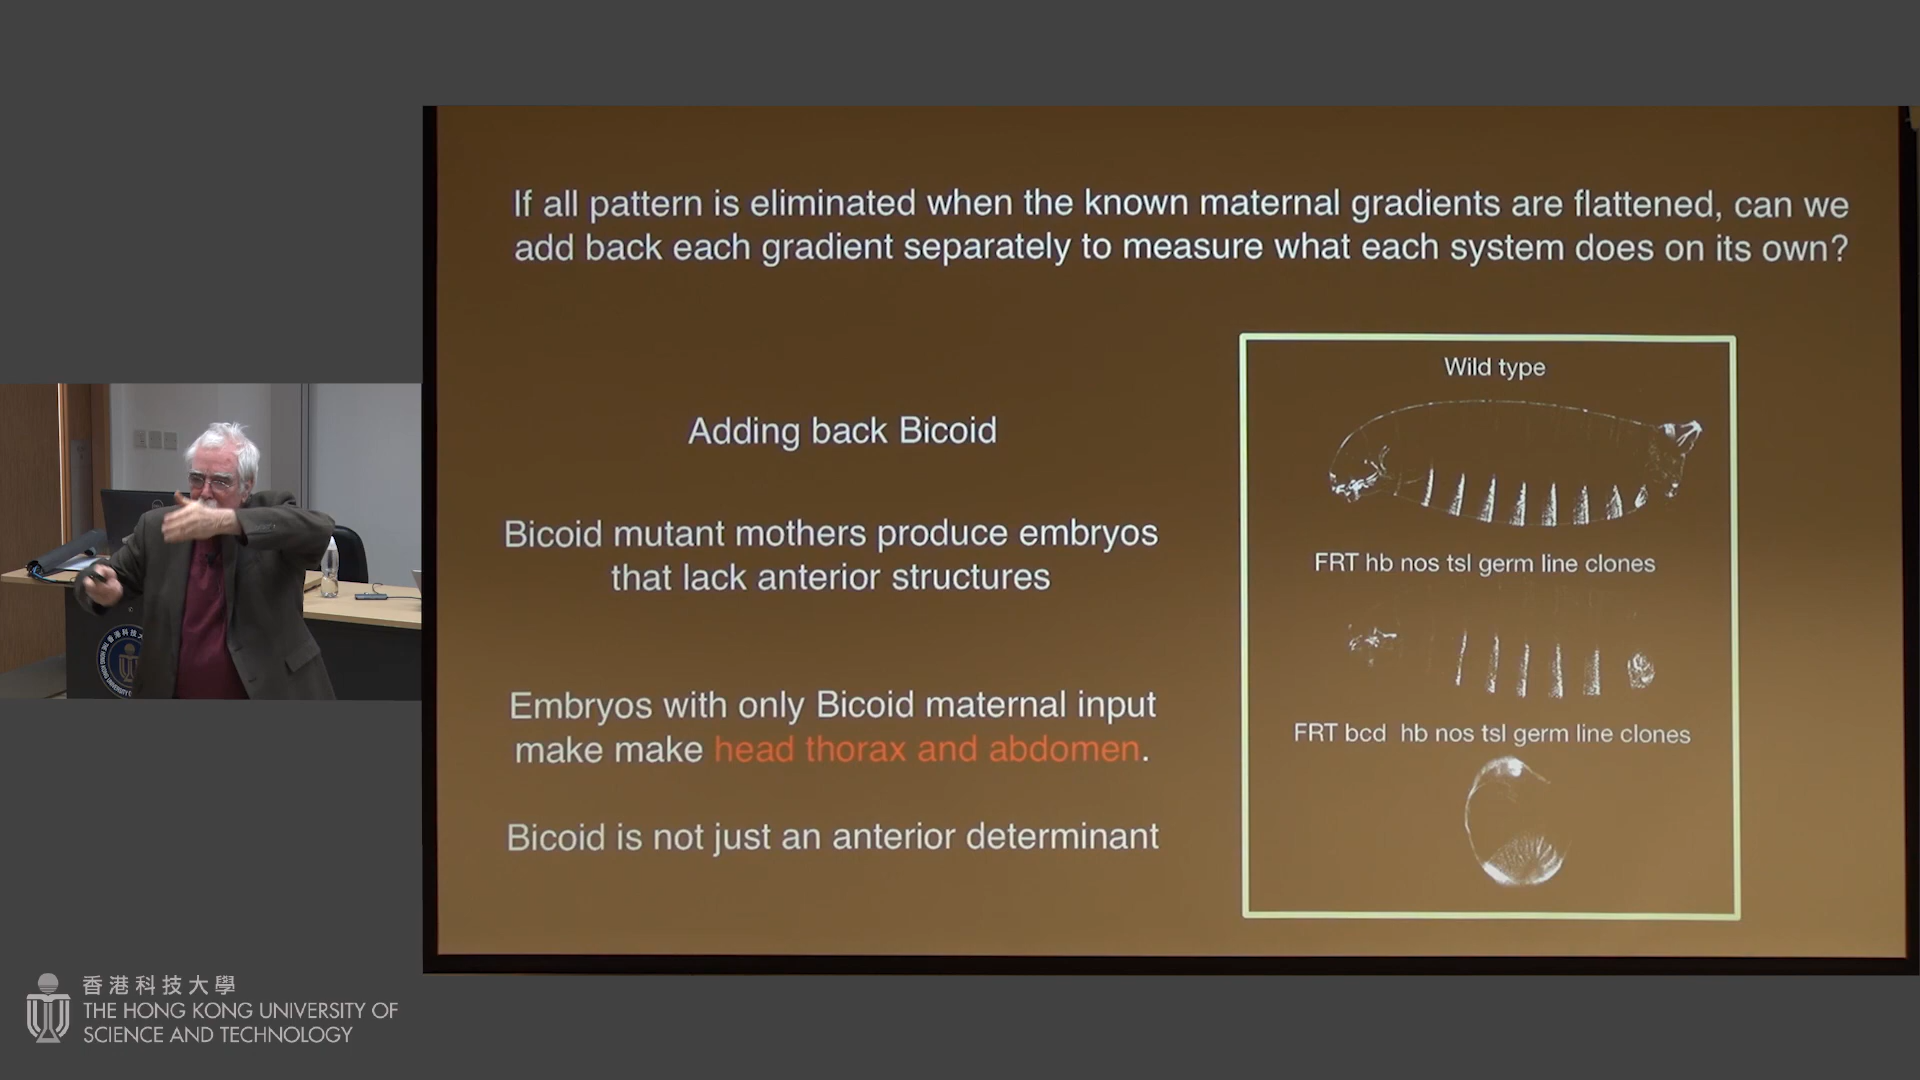 If all pattern is eliminated when the known maternal gradients are flattened, can we
add back each gradient separately to measure what each system does on its own?
Adding back Bicoid
Bicoid mutant mothers produce embryos
that lack anterior structures
Embryos with only Bicoid maternal input
make make head thorax and abdomen.
Bicoid is not just an anterior determinant
Wild type
FRT hb nos tsl germ line clones
FRT bcd hb nos tsl germ line clones
香港科技大學
THE HONG KONG UNIVERSITY OF
SCIENCE AND TECHNOLOGY